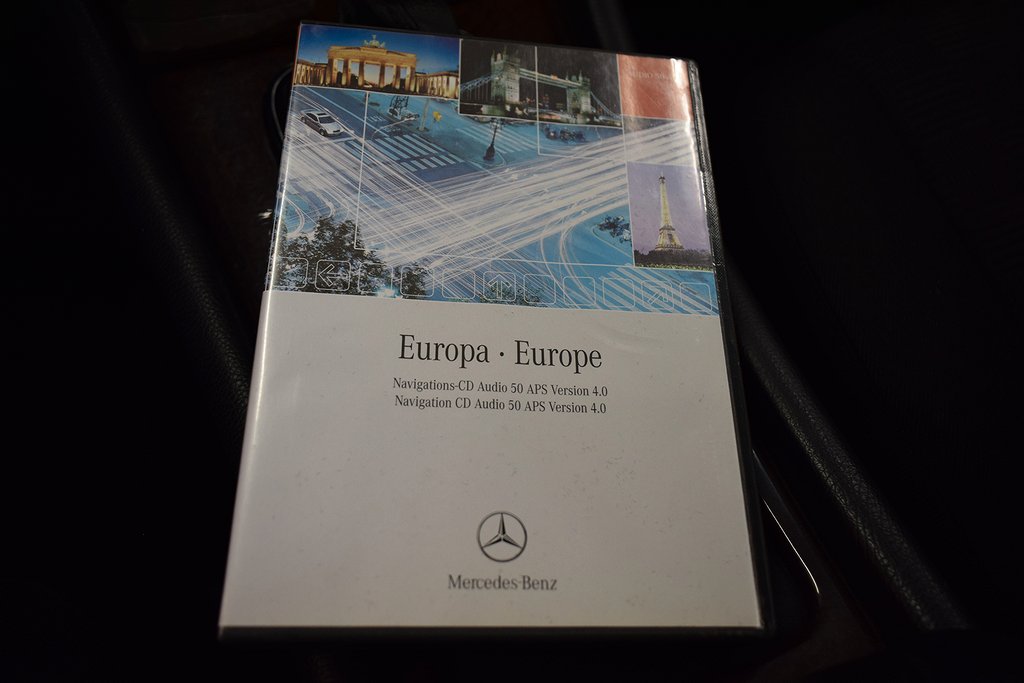 Europa · Europe
Navigations-CD Audio 50 APS Version 4.0
Navigation CD Audio 50 APS Version 4.0
Mercedes-Benz